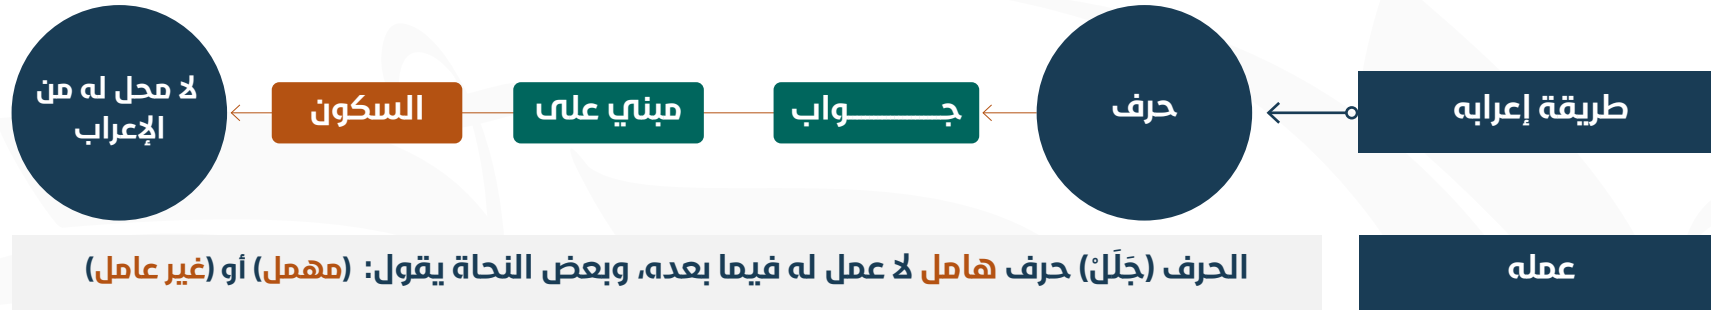 طريقة إعرابه
حرف
جـــــــواب
مبني على
السكون
لا محل له من
الإعراب
عمله
الحرف (جَلَلْ) حرف هامل لا عمل له فيما بعده، وبعض النحاة يقول: (مهمل) أو (غير عامل)